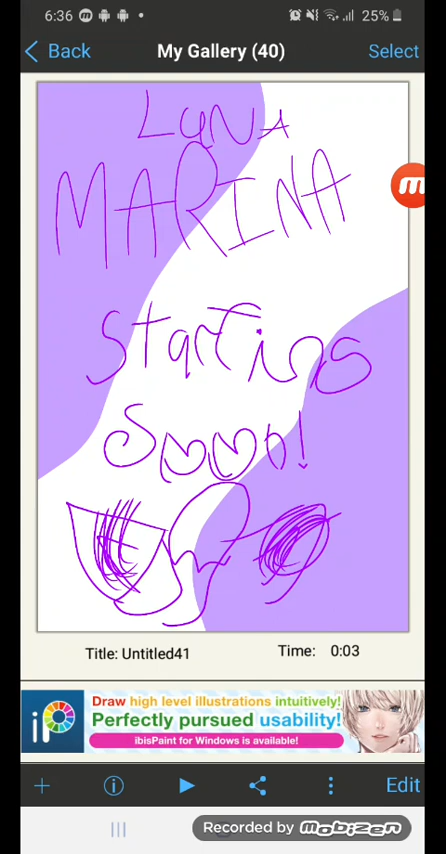 6:36 25%
Back My Gallery (40) Select
Luna
MARINA
Starting
Soon!
Title: Untitled41 Time: 0:03
Draw high level illustrations intuitively!
Perfectly pursued usability!
ibisPaint for Windows is available!
Edit
Recorded by mobizen